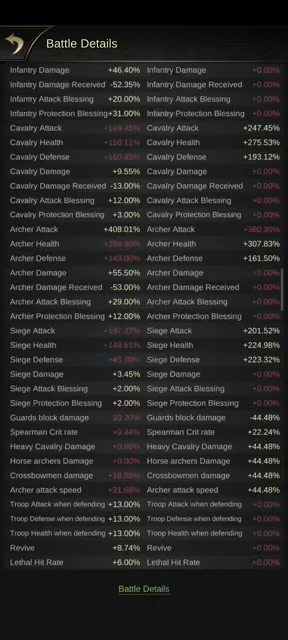 Battle Details
Infantry Damage +46.40% Infantry Damage +0.00%
Infantry Damage Received -52.35% Infantry Damage Received +0.00%
Infantry Attack Blessing +20.00% Infantry Attack Blessing +0.00%
Infantry Protection Blessing +31.00% Infantry Protection Blessing +0.00%
Cavalry Attack Cavalry Attack +247.45%
Cavalry Health Cavalry Health +275.53%
Cavalry Defense Cavalry Defense +193.12%
Cavalry Damage +9.55% Cavalry Damage +0.00%
Cavalry Damage Received -13.00% Cavalry Damage Received +0.00%
Cavalry Attack Blessing +12.00% Cavalry Attack Blessing +0.00%
Cavalry Protection Blessing +3.00% Cavalry Protection Blessing +0.00%
Archer Attack +408.01% Archer Attack +360.30%
Archer Health Archer Health +307.83%
Archer Defense +149.00% Archer Defense +161.50%
Archer Damage +55.50% Archer Damage +0.00%
Archer Damage Received -53.00% Archer Damage Received +0.00%
Archer Attack Blessing +29.00% Archer Attack Blessing +0.00%
Archer Protection Blessing +12.00% Archer Protection Blessing +0.00%
Siege Attack +197.37% Siege Attack +201.52%
Siege Health +149.61% Siege Health +224.98%
Siege Defense Siege Defense +223.32%
Siege Damage +3.45% Siege Damage +0.00%
Siege Attack Blessing +2.00% Siege Attack Blessing +0.00%
Siege Protection Blessing +2.00% Siege Protection Blessing +0.00%
Guards block damage Guards block damage -44.48%
Spearman Crit rate +9.44% Spearman Crit rate +22.24%
Heavy Cavalry Damage +0.00% Heavy Cavalry Damage +44.48%
Horse archers Damage +0.00% Horse archers Damage +44.48%
Crossbowmen damage Crossbowmen damage +44.48%
Archer attack speed +21.68% Archer attack speed +44.48%
Troop Attack when defending +13.00% Troop Attack when defending +0.00%
Troop Defense when defending +13.00% Troop Defense when defending +0.00%
Troop Health when defending +13.00% Troop Health when defending +0.00%
Revive +8.74% Revive +0.00%
Lethal Hit Rate +6.00% Lethal Hit Rate +0.00%
Battle Details